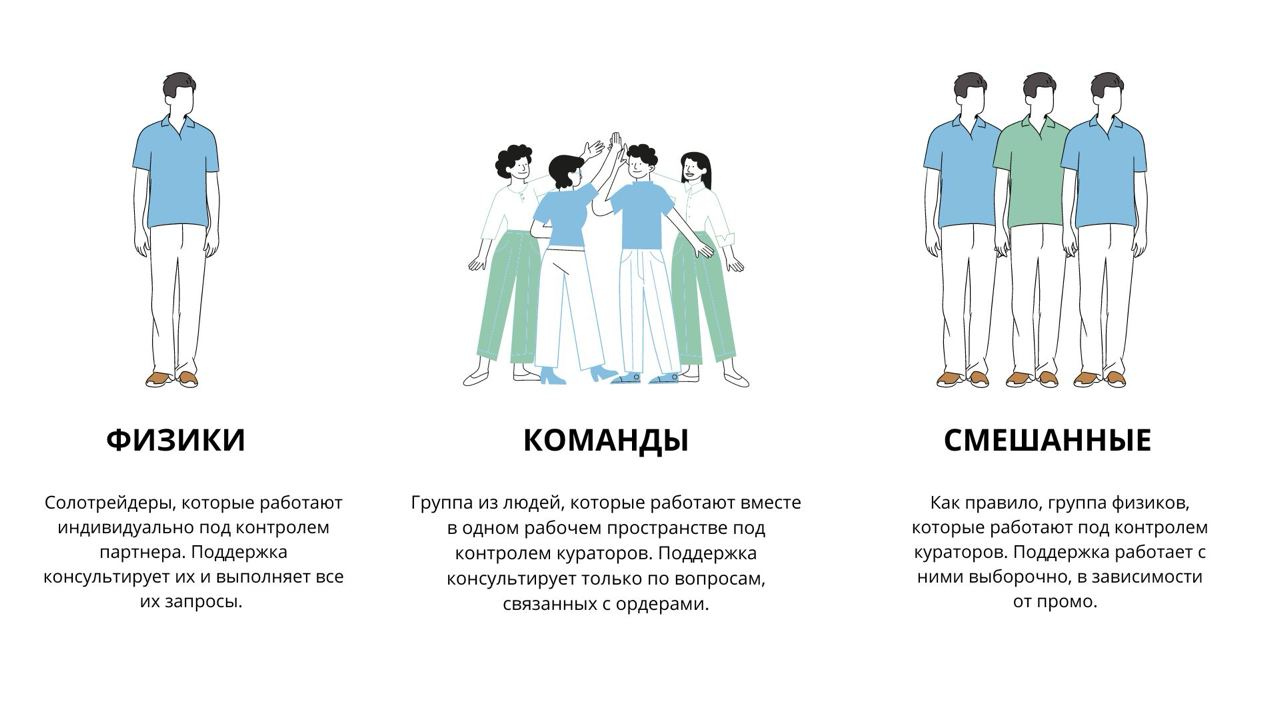 ФИЗИКИ
Солотрейдеры, которые работают
индивидуально под контролем
партнера. Поддержка
консультирует их и выполняет все
их запросы.
КОМАНДЫ
Группа из людей, которые работают вместе
в одном рабочем пространстве под
контролем кураторов. Поддержка
консультирует только по вопросам,
связанных с ордерами.
СМЕШАННЫЕ
Как правило, группа физиков,
которые работают под контролем
кураторов. Поддержка работает с
ними выборочно, в зависимости
от промо.